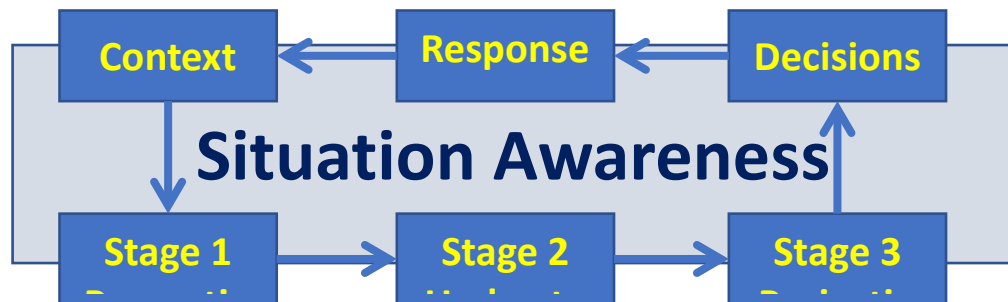 Context
Response
Decisions
Situation Awareness
Stage 1
Stage 2
Stage 3